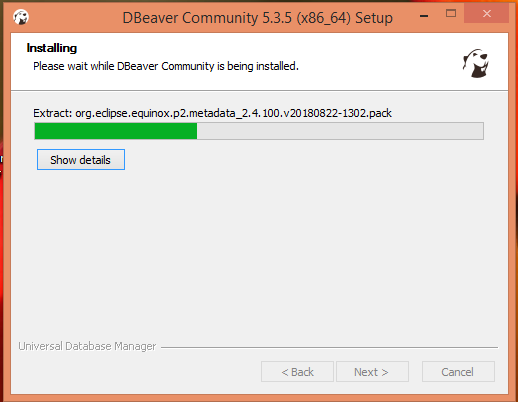 DBeaver Community 5.3.5 (x86_64) Setup
Installing
Please wait while DBeaver Community is being installed.
Extract: org.eclipse.equinox.p2.metadata_2.4.100.v20180822-1302.pack
Show details
Universal Database Manager
< Back
Next >
Cancel